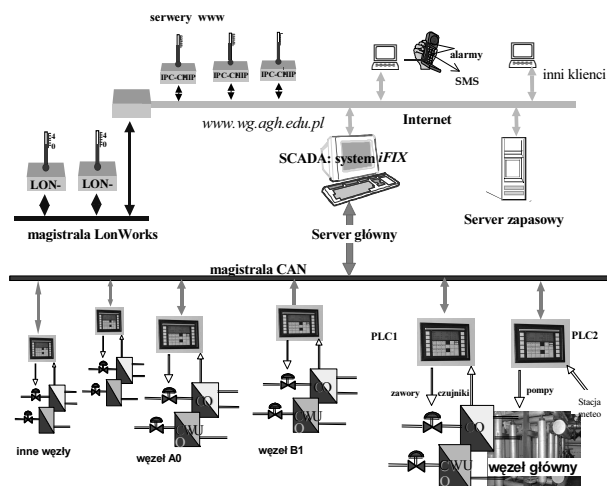 serwery www
IPC-CHIP
IPC-CHIP
IPC-CHIP
alarmy
SMS
inni klienci
www.wg.agh.edu.pl
Internet
SCADA: system iFIX
LON-
LON-
magistrala LonWorks
Server główny
Server zapasowy
magistrala CAN
PLC1
PLC2
zawory
czujniki
pompy
Stacja meteo
CO
CWU
CO
CWU
CO
CWU
inne węzły
węzeł A0
węzeł B1
węzeł główny